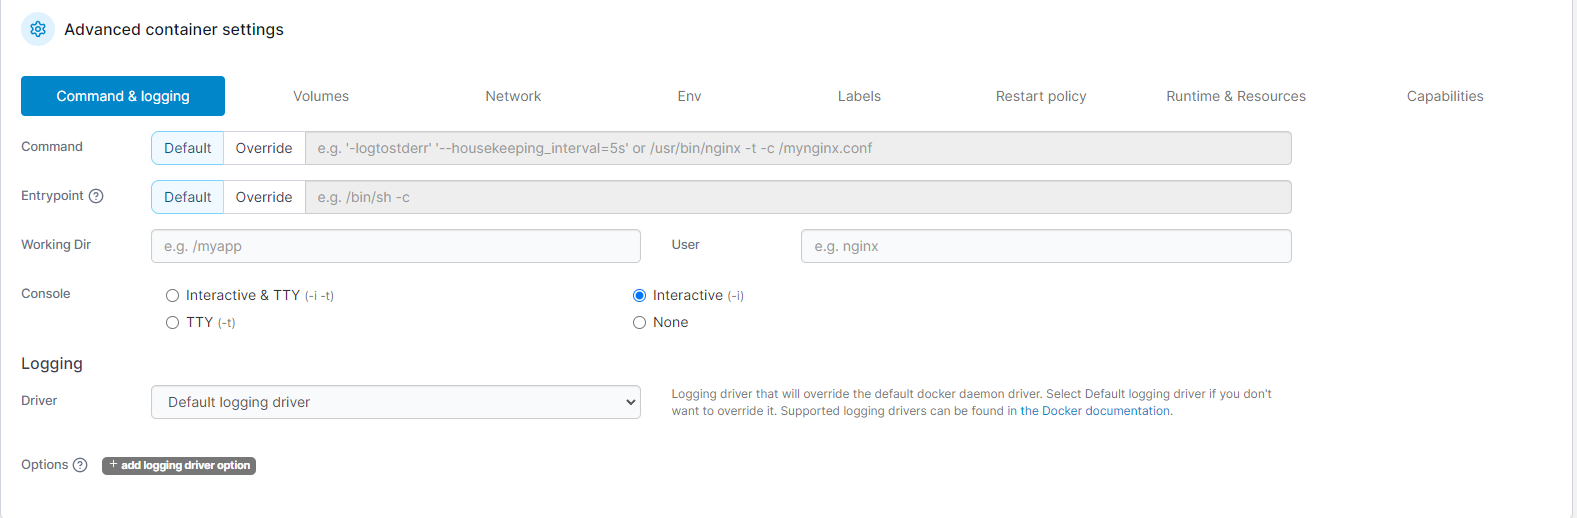 Advanced container settings
Command & logging Volumes Network Env Labels Restart policy Runtime & Resources Capabilities
Command Default Override e.g. '-logtostderr' '--housekeeping_interval=5s' or /usr/bin/nginx -t -c /mynginx.conf
Entrypoint ? Default Override e.g. /bin/sh -c
Working Dir e.g. /myapp User e.g. nginx
Console Interactive & TTY (-i -t) Interactive (-i)
TTY (-t) None
Logging
Driver Default logging driver Logging driver that will override the default docker daemon driver. Select Default logging driver if you don't
want to override it. Supported logging drivers can be found in the Docker documentation.
Options ? + add logging driver option